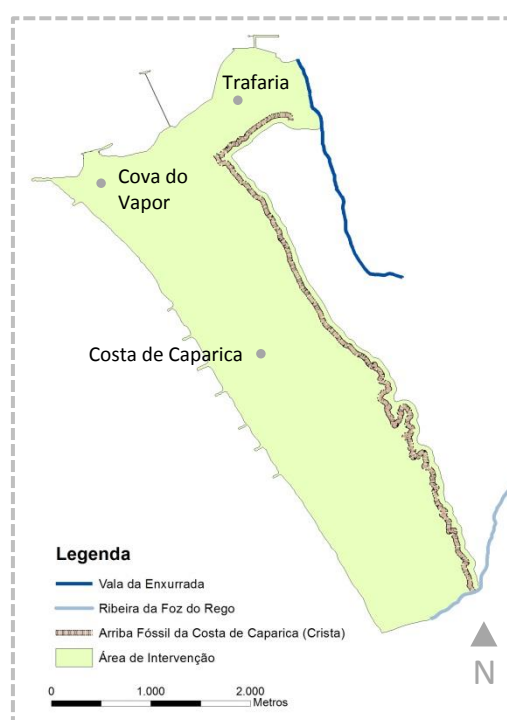 Trafaria
Cova do
Vapor
Costa de Caparica
Legenda
Vala da Enxurrada
Ribeira da Foz do Rego
Arriba Fóssil da Costa de Caparica (Crista)
Área de Intervenção
0 1.000 2.000
Metros
N